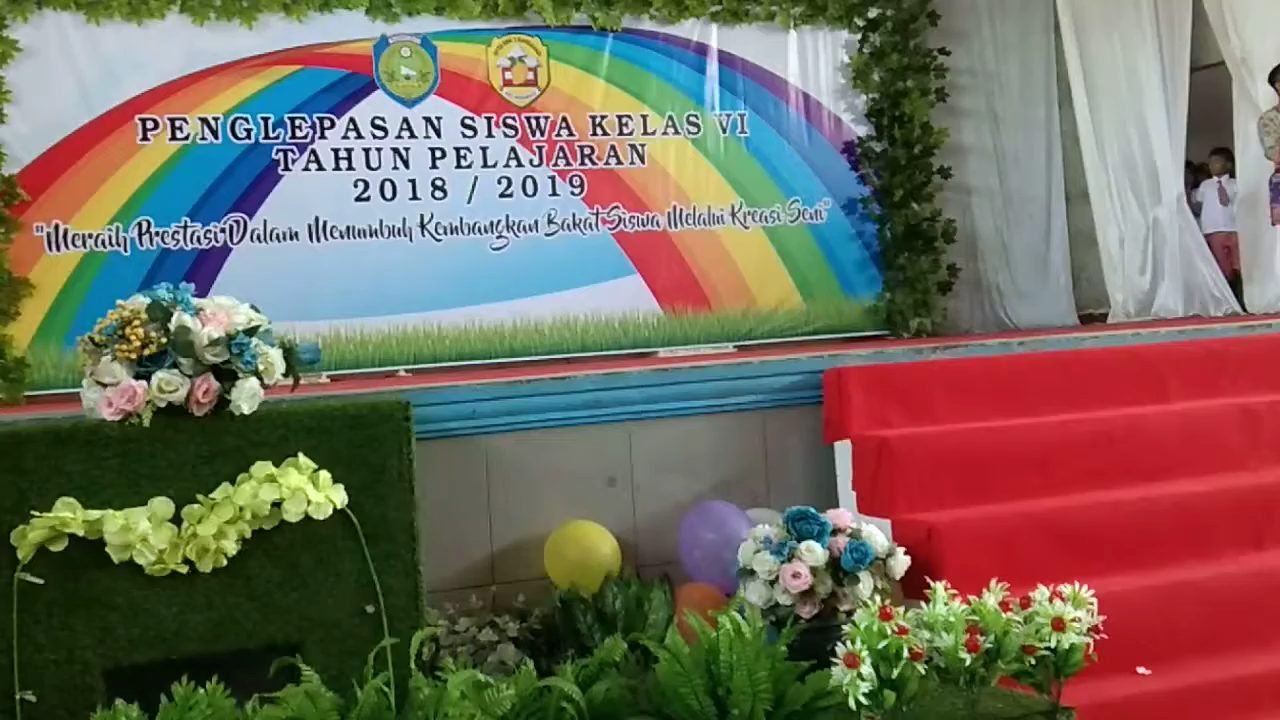 PENGLEPASAN SISWA KELAS VI
TAHUN PELAJARAN
2018 / 2019
"Meraih Prestasi Dalam Menumbuh Kembangkan Bakat Siswa Melalui Kreasi Seni"